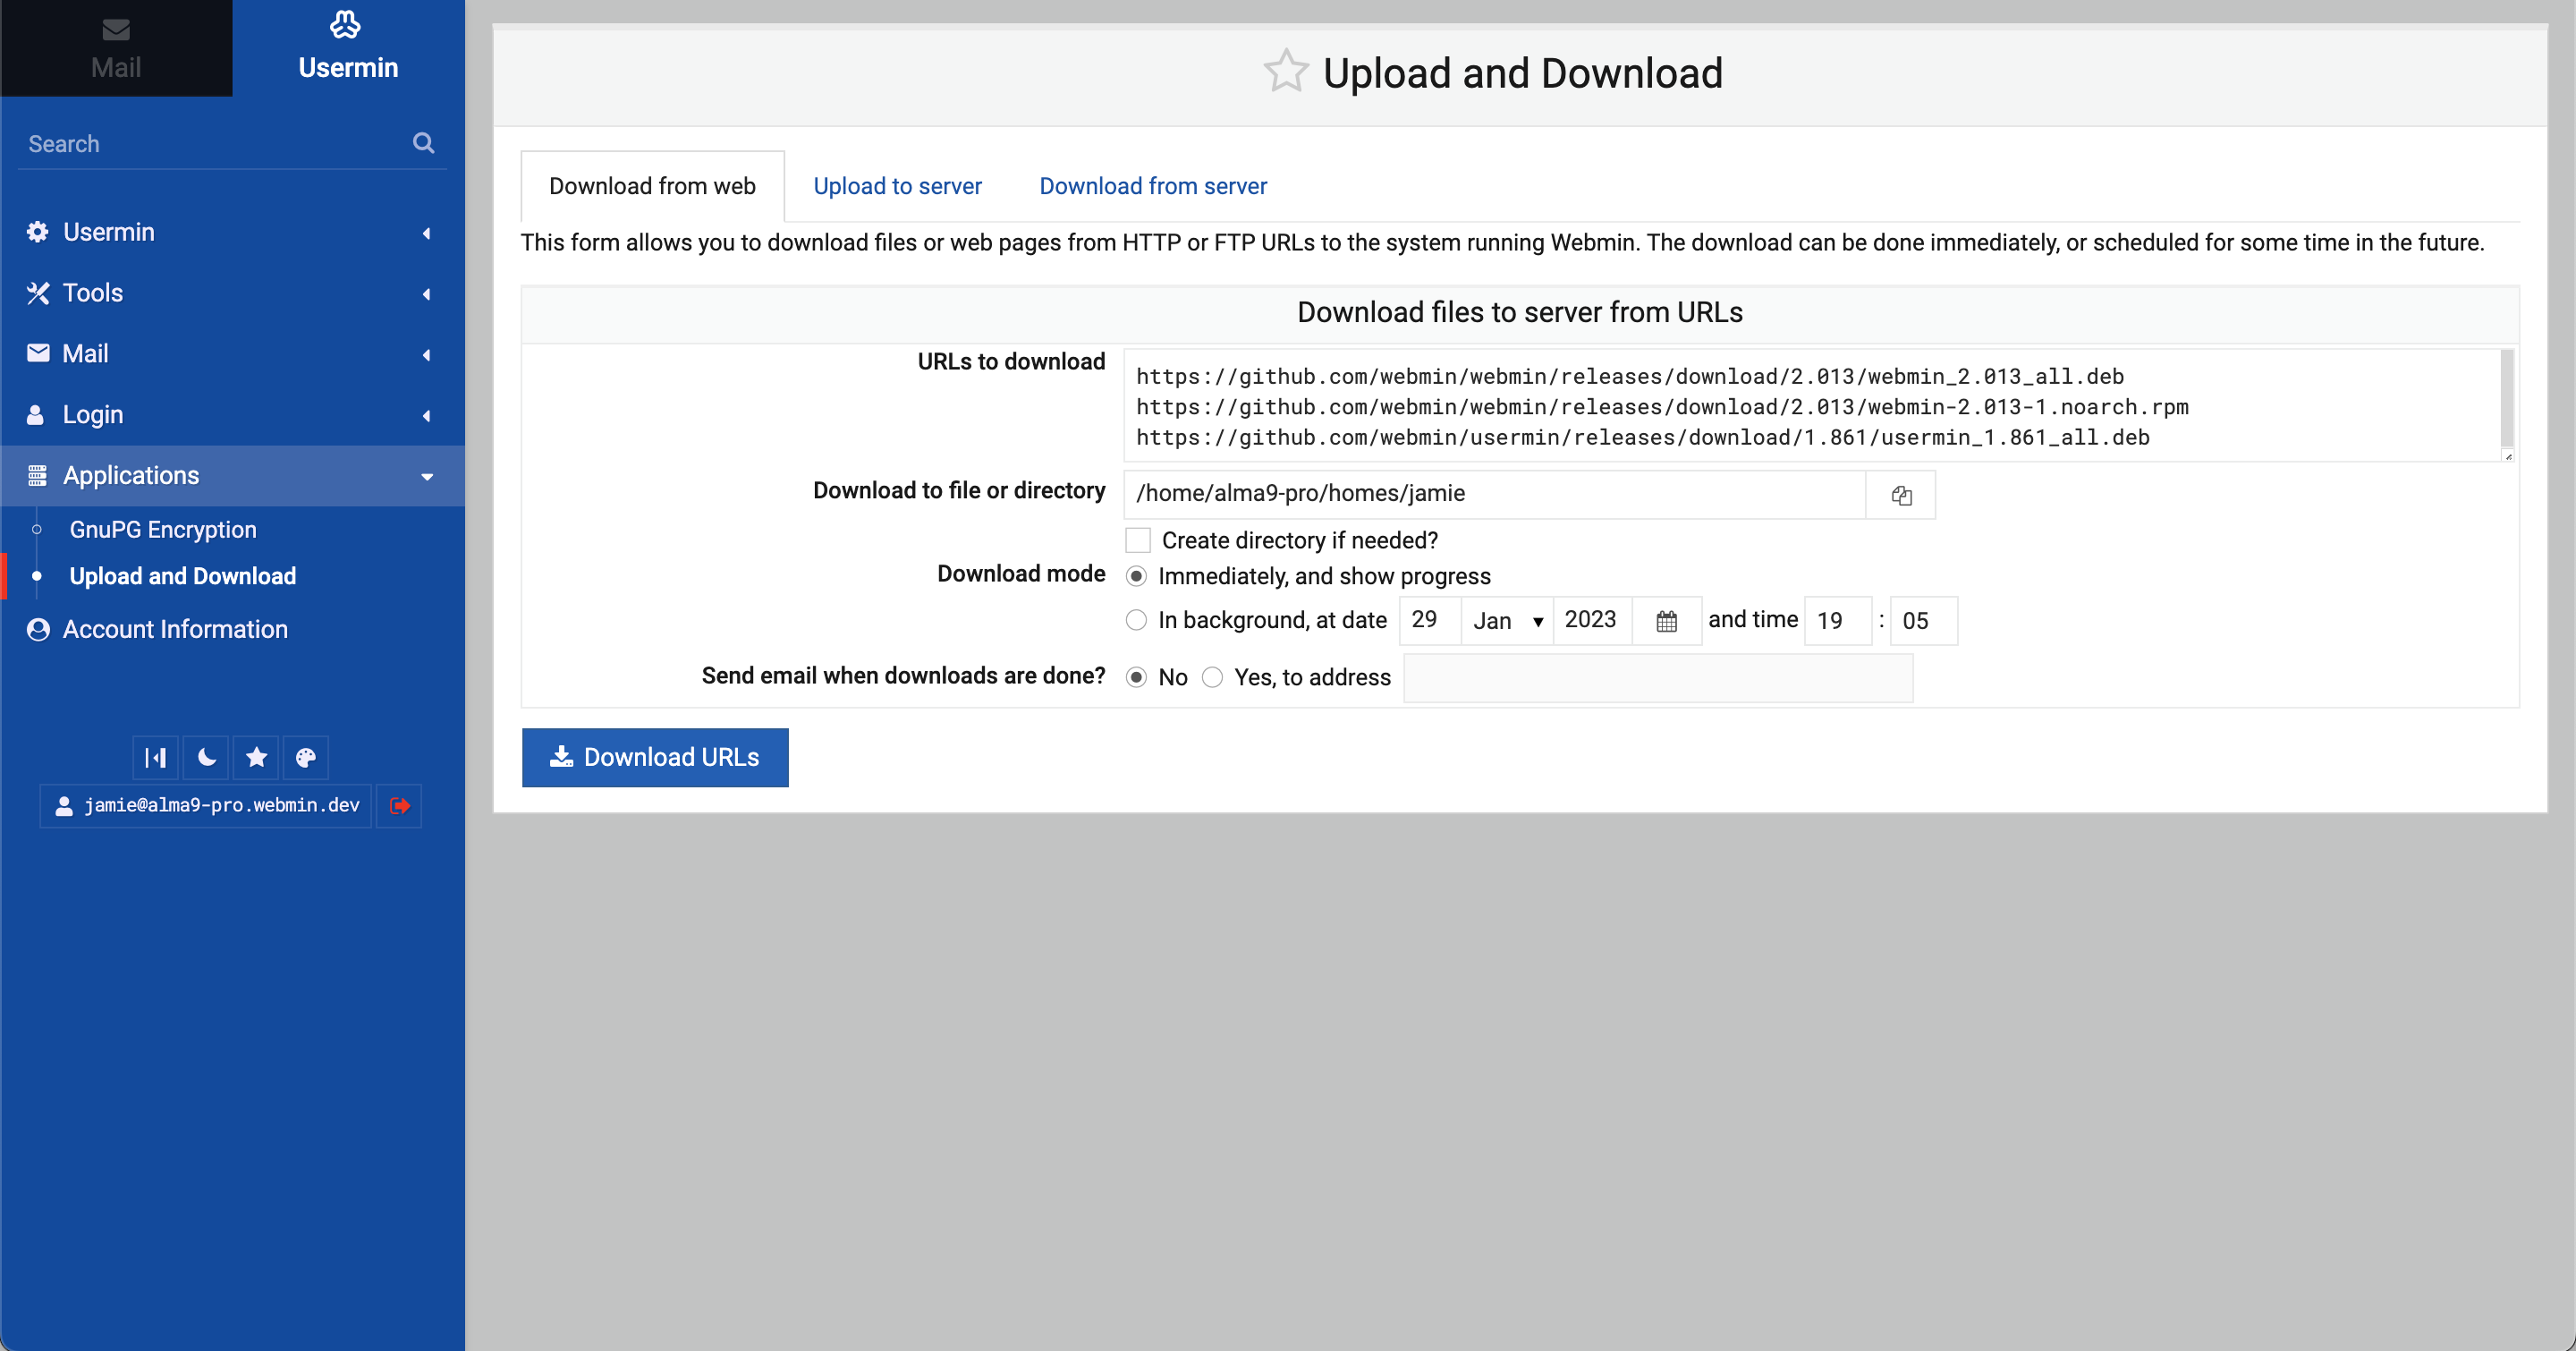 Mail
Usermin
Search
Usermin
Tools
Mail
Login
Applications
GnuPG Encryption
Upload and Download
Account Information
jamie@alma9-pro.webmin.dev
Upload and Download
Download from web
Upload to server
Download from server
This form allows you to download files or web pages from HTTP or FTP URLs to the system running Webmin. The download can be done immediately, or scheduled for some time in the future.
Download files to server from URLs
URLs to download
https://github.com/webmin/webmin/releases/download/2.013/webmin_2.013_all.deb
https://github.com/webmin/webmin/releases/download/2.013/webmin-2.013-1.noarch.rpm
https://github.com/webmin/usermin/releases/download/1.861/usermin_1.861_all.deb
Download to file or directory /home/alma9-pro/homes/jamie
Create directory if needed?
Download mode Immediately, and show progress
In background, at date 29 Jan 2023 and time 19 : 05
Send email when downloads are done? No Yes, to address
Download URLs